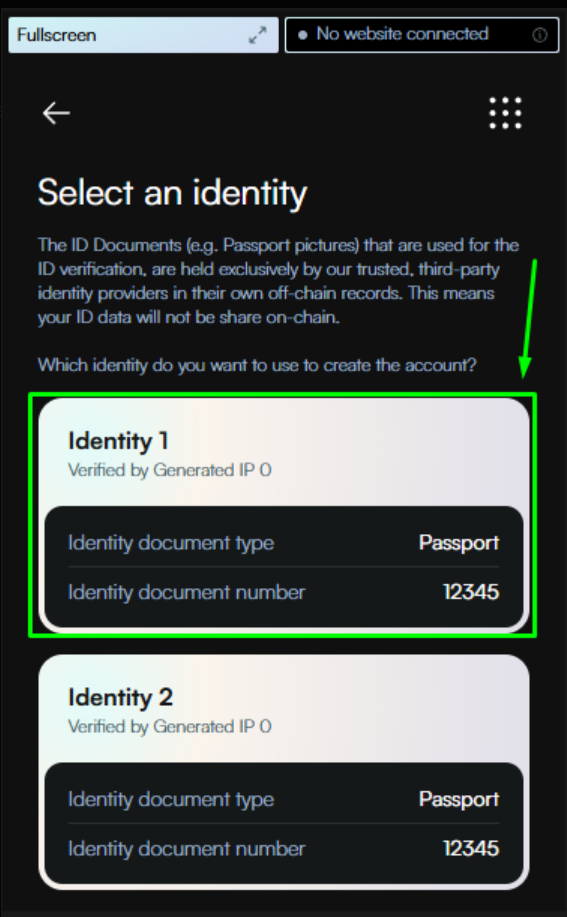 Fullscreen
No website connected
Select an identity
The ID Documents (e.g. Passport pictures) that are used for the
ID verification, are held exclusively by our trusted, third-party
identity providers in their own off-chain records. This means
your ID data will not be share on-chain.
Which identity do you want to use to create the account?
Identity 1
Verified by Generated IP 0
Identity document type Passport
Identity document number 12345
Identity 2
Verified by Generated IP 0
Identity document type Passport
Identity document number 12345